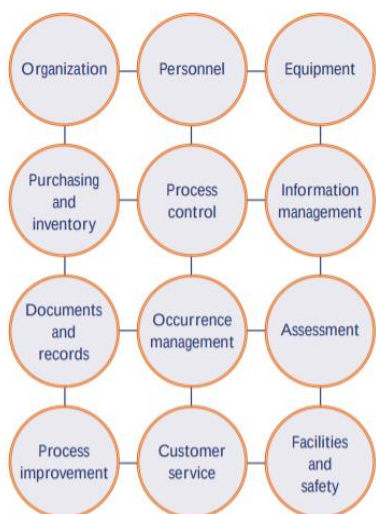 Organization
Personnel
Equipment
Purchasing
and
inventory
Process
control
Information
management
Documents
and
records
Occurrence
management
Assessment
Process
improvement
Customer
service
Facilities
and
safety